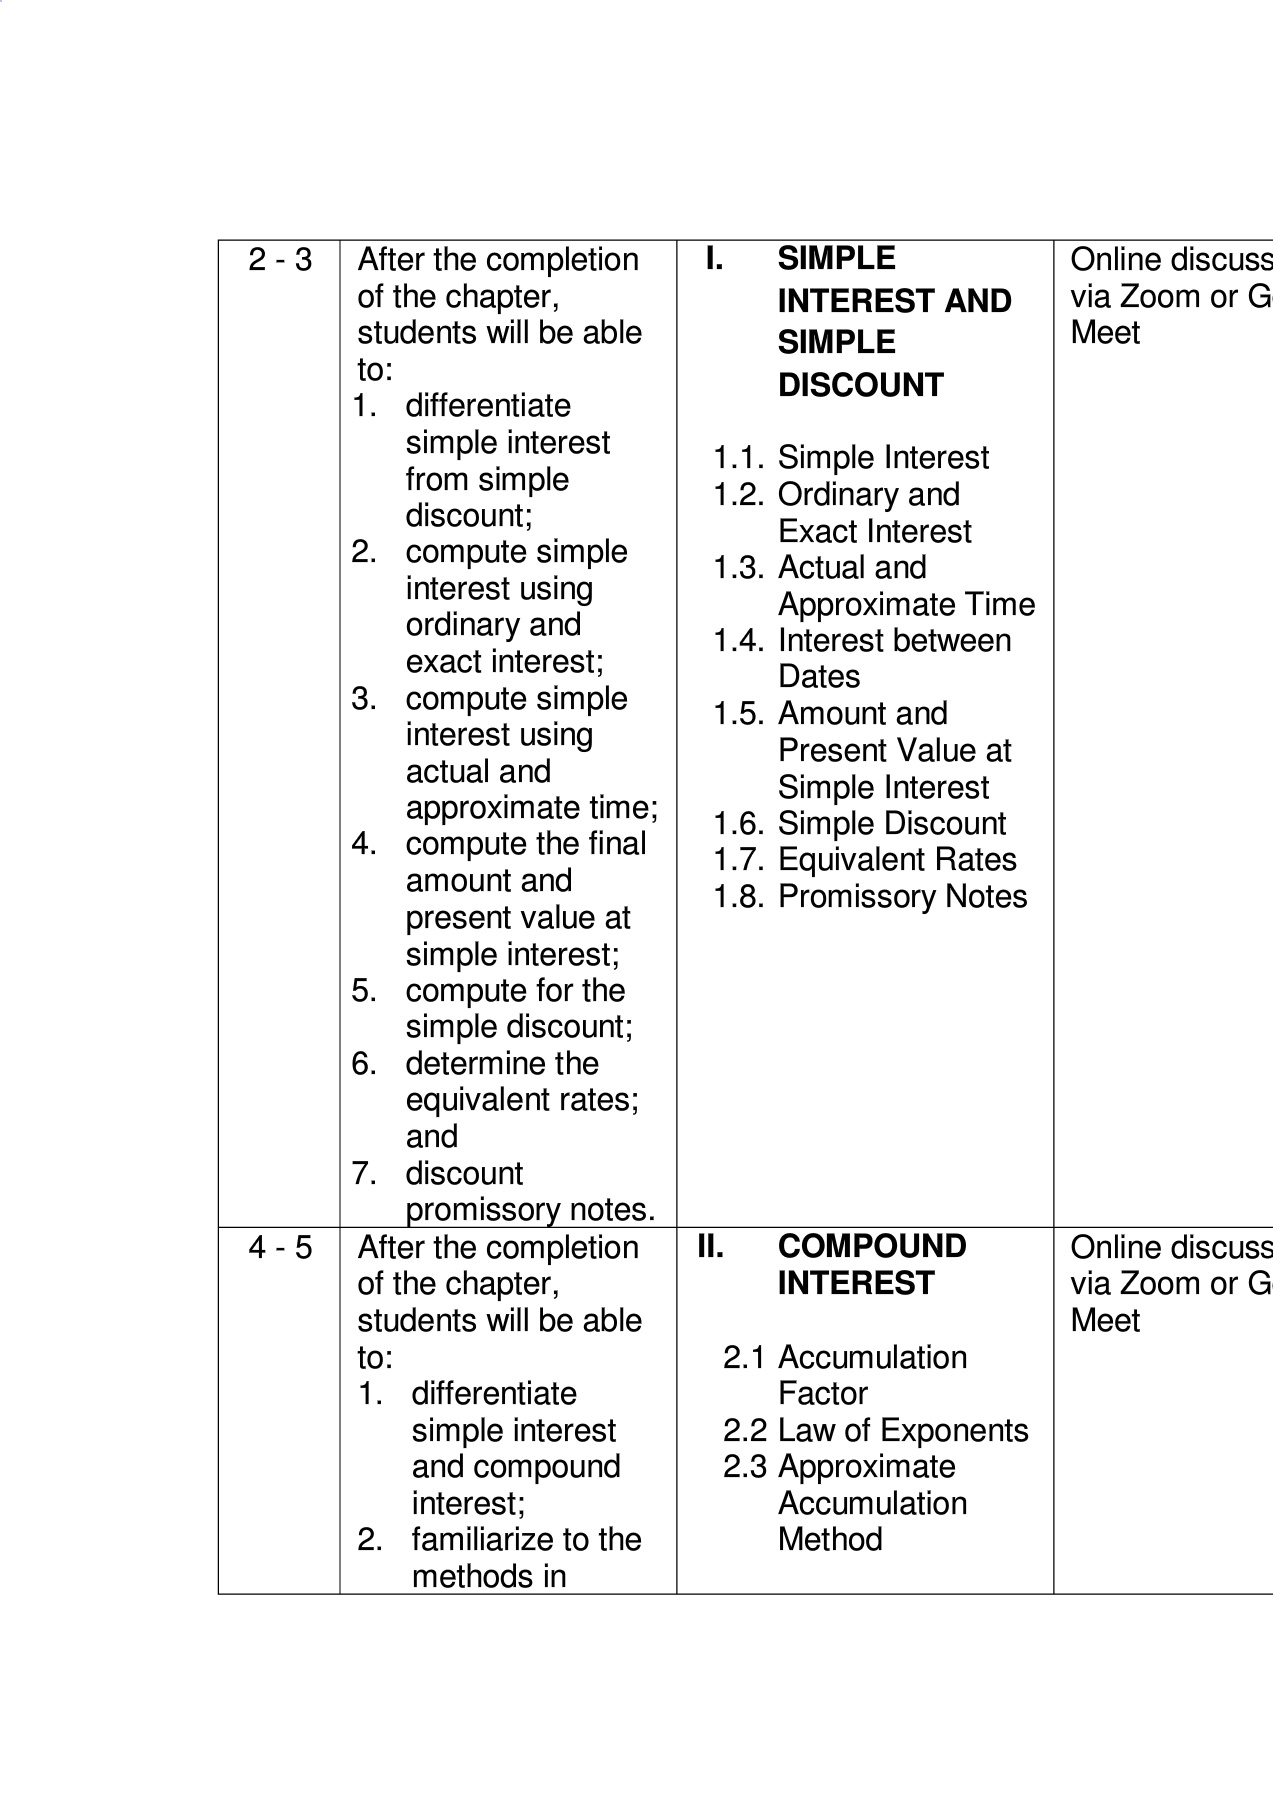 2 - 3
After the completion
of the chapter,
students will be able
to:
1. differentiate
simple interest
from simple
discount;
2. compute simple
interest using
ordinary and
exact interest;
3. compute simple
interest using
actual and
approximate time;
4. compute the final
amount and
present value at
simple interest;
5. compute for the
simple discount;
6. determine the
equivalent rates;
and
7. discount
promissory notes.
I. SIMPLE
INTEREST AND
SIMPLE
DISCOUNT
1.1. Simple Interest
1.2. Ordinary and
Exact Interest
1.3. Actual and
Approximate Time
1.4. Interest between
Dates
1.5. Amount and
Present Value at
Simple Interest
1.6. Simple Discount
1.7. Equivalent Rates
1.8. Promissory Notes
Online discuss
via Zoom or G
Meet
4 - 5
After the completion
of the chapter,
students will be able
to:
1. differentiate
simple interest
and compound
interest;
2. familiarize to the
methods in
II. COMPOUND
INTEREST
2.1 Accumulation
Factor
2.2 Law of Exponents
2.3 Approximate
Accumulation
Method
Online discuss
via Zoom or G
Meet